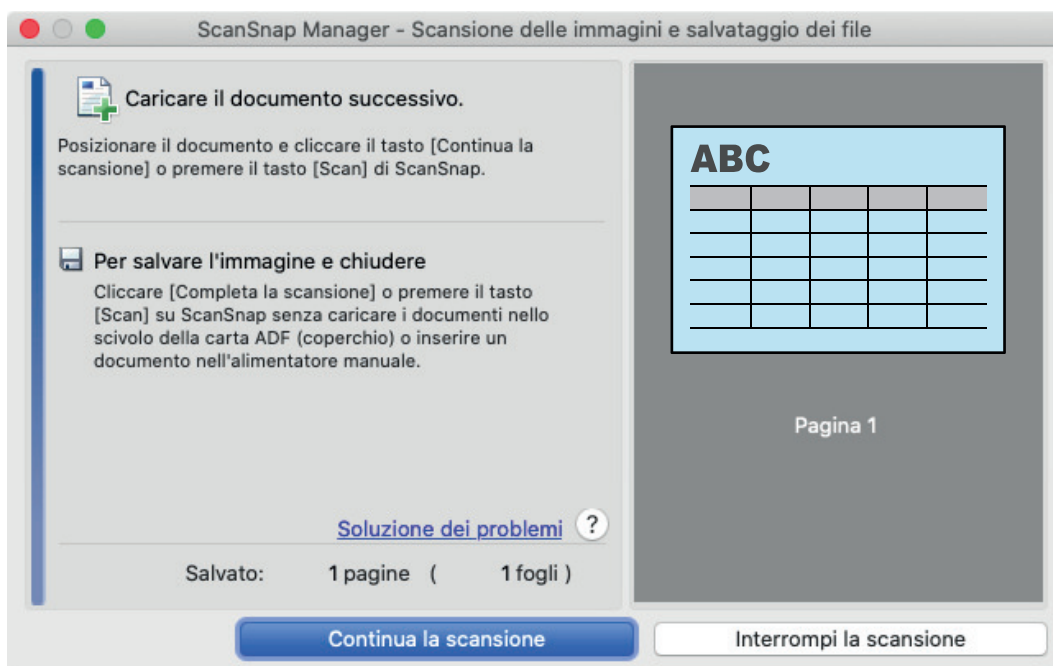 ScanSnap Manager - Scansione delle immagini e salvataggio dei file
Caricare il documento successivo.
Posizionare il documento e cliccare il tasto [Continua la
scansione] o premere il tasto [Scan] di ScanSnap.
Per salvare l'immagine e chiudere
Cliccare [Completa la scansione] o premere il tasto
[Scan] su ScanSnap senza caricare i documenti nello
scivolo della carta ADF (coperchio) o inserire un
documento nell'alimentatore manuale.
Soluzione dei problemi ?
Salvato: 1 pagine ( 1 fogli )
ABC
Pagina 1
Continua la scansione
Interrompi la scansione